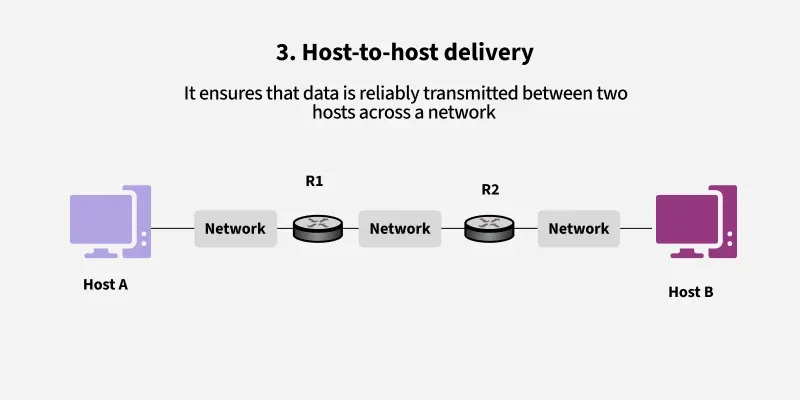 3. Host-to-host delivery
It ensures that data is reliably transmitted between two
hosts across a network
R1
R2
Network
Network
Network
Host A
Host B